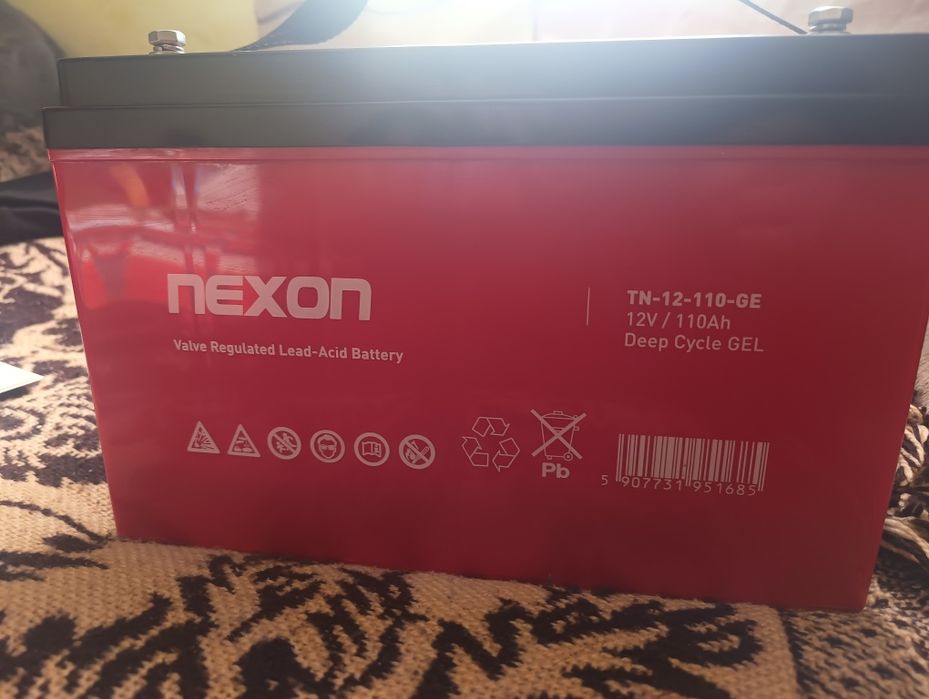 nexon
Valve Regulated Lead-Acid Battery
TN-12-110-GE
12V / 110Ah
Deep Cycle GEL
Pb
5 907731 951685